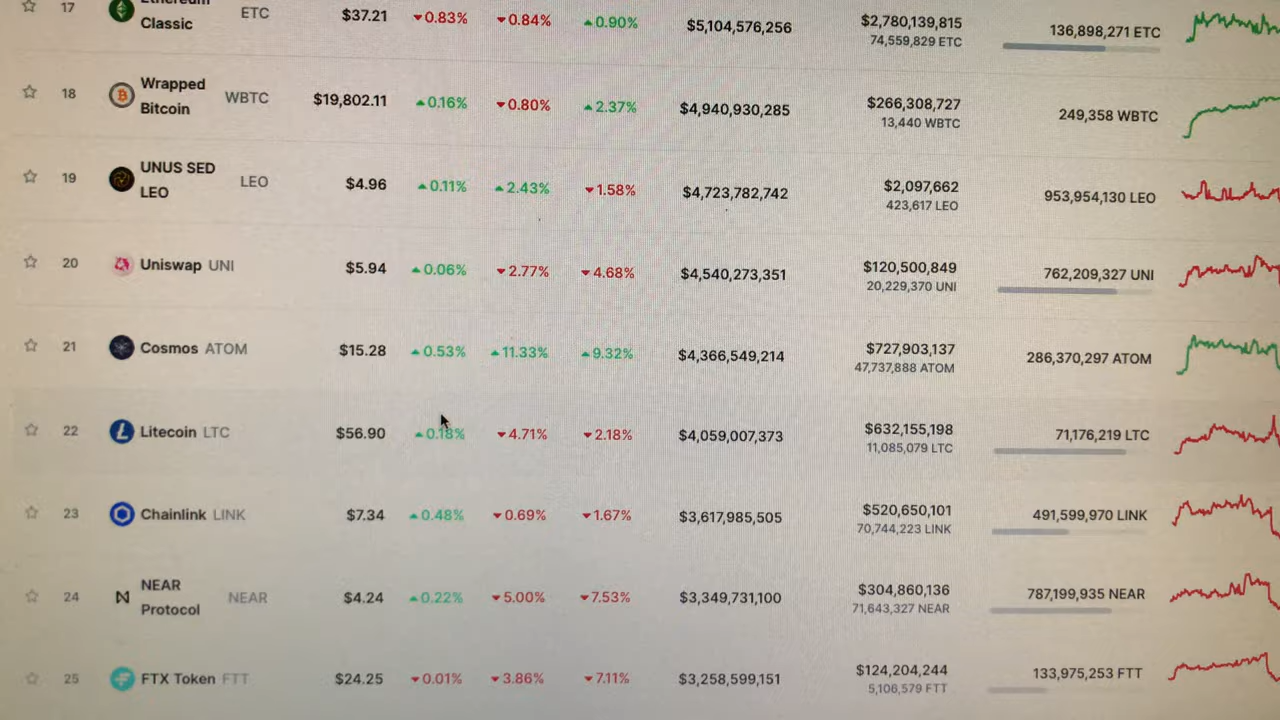 17 Ethereum Classic ETC $37.21 0.83% 0.84% 0.90% $5,104,576,256 $2,780,139,815 74,559,829 ETC 136,898,271 ETC
18 Wrapped Bitcoin WBTC $19,802.11 0.16% 0.80% 2.37% $4,940,930,285 $266,308,727 13,440 WBTC 249,358 WBTC
19 UNUS SED LEO LEO $4.96 0.11% 2.43% 1.58% $4,723,782,742 $2,097,662 423,617 LEO 953,954,130 LEO
20 Uniswap UNI $5.94 0.06% 2.77% 4.68% $4,540,273,351 $120,500,849 20,229,370 UNI 762,209,327 UNI
21 Cosmos ATOM $15.28 0.53% 11.33% 9.32% $4,366,549,214 $727,903,137 47,737,888 ATOM 286,370,297 ATOM
22 Litecoin LTC $56.90 0.18% 4.71% 2.18% $4,059,007,373 $632,155,198 11,085,079 LTC 71,176,219 LTC
23 Chainlink LINK $7.34 0.48% 0.69% 1.67% $3,617,985,505 $520,650,101 70,744,223 LINK 491,599,970 LINK
24 NEAR Protocol NEAR $4.24 0.22% 5.00% 7.53% $3,349,731,100 $304,860,136 71,643,327 NEAR 787,199,935 NEAR
25 FTX Token FTT $24.25 0.01% 3.86% 7.11% $3,258,599,151 $124,204,244 5,106,579 FTT 133,975,253 FTT